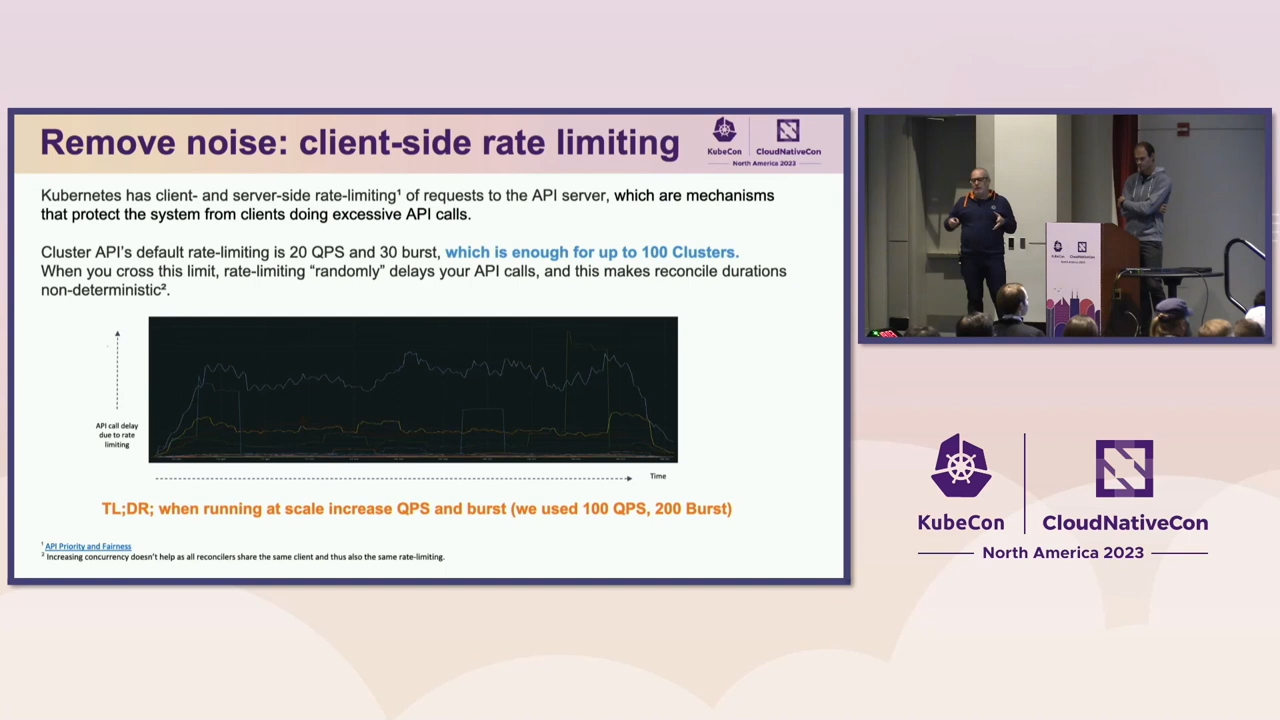 Remove noise: client-side rate limiting
KubeCon
CloudNativeCon
North America 2023
Kubernetes has client- and server-side rate-limiting¹ of requests to the API server, which are mechanisms
that protect the system from clients doing excessive API calls.
Cluster API's default rate-limiting is 20 QPS and 30 burst, which is enough for up to 100 Clusters.
When you cross this limit, rate-limiting “randomly” delays your API calls, and this makes reconcile durations
non-deterministic².
API call delay
due to rate
limiting
Time
TL;DR; when running at scale increase QPS and burst (we used 100 QPS, 200 Burst)
¹ API Priority and Fairness
² Increasing concurrency doesn't help as all reconcilers share the same client and thus also the same rate-limiting.
KubeCon
CloudNativeCon
North America 2023
KubeCon
CloudNativeCon
North America 2023